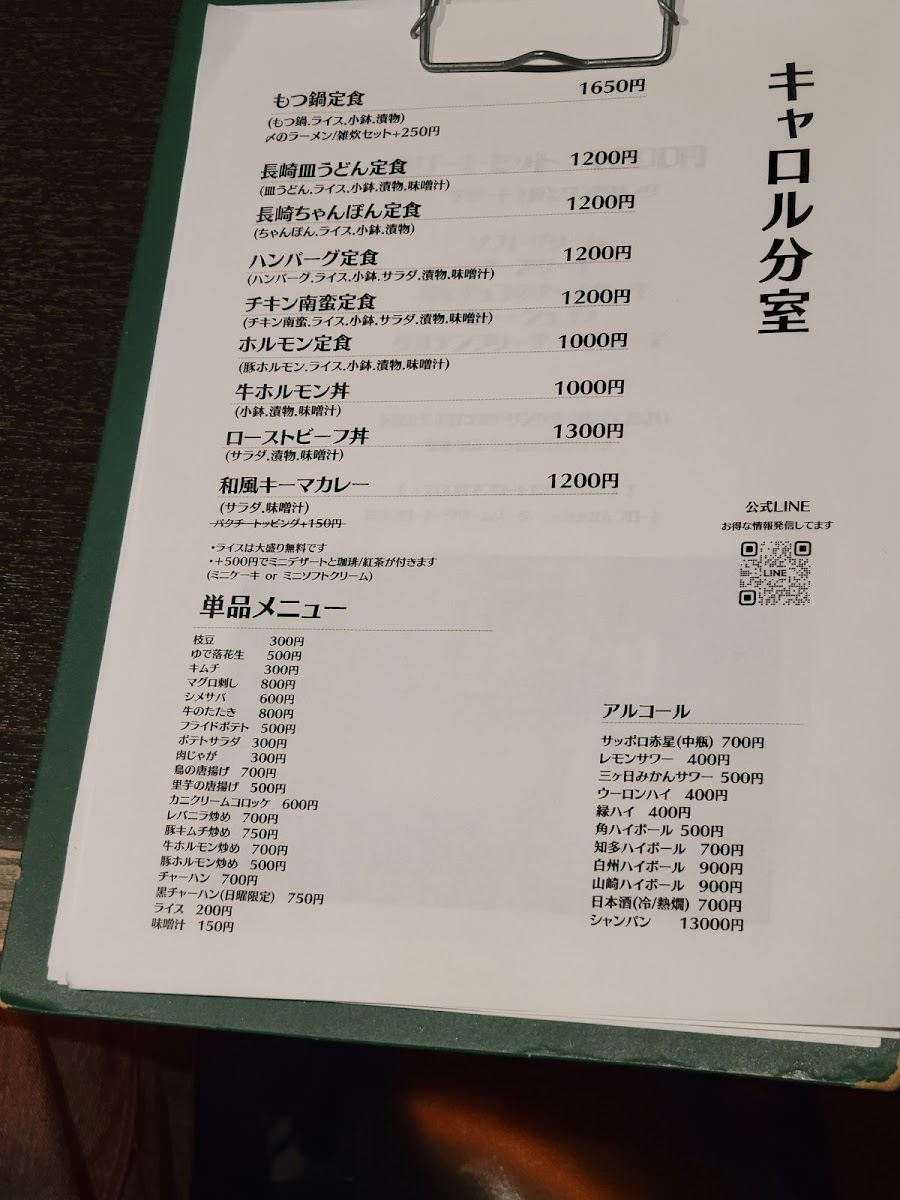 キャロル分室
もつ鍋定食 1650円
(もつ鍋.ライス.小鉢.漬物)
〆のラーメン/雑炊セット+250円
長崎皿うどん定食 1200円
(皿うどん.ライス.小鉢.漬物.味噌汁)
長崎ちゃんぽん定食 1200円
(ちゃんぽん.ライス.小鉢.漬物)
ハンバーグ定食 1200円
(ハンバーグ.ライス.小鉢.サラダ.漬物.味噌汁)
チキン南蛮定食 1200円
(チキン南蛮.ライス.小鉢.サラダ.漬物.味噌汁)
ホルモン定食 1000円
(豚ホルモン.ライス.小鉢.漬物.味噌汁)
牛ホルモン丼 1000円
(小鉢.漬物.味噌汁)
ローストビーフ丼 1300円
(サラダ.漬物.味噌汁)
和風キーマカレー 1200円
(サラダ.味噌汁)
パクチートッピング+150円
・ライスは大盛り無料です
・+500円でミニデザートと珈琲/紅茶が付きます
(ミニケーキ or ミニソフトクリーム)
公式LINE
お得な情報発信してます
LINE
単品メニュー
枝豆 300円
ゆで落花生 500円
キムチ 300円
マグロ刺し 800円
シメサバ 600円
牛のたたき 800円
フライドポテト 500円
ポテトサラダ 300円
肉じゃが 300円
鳥の唐揚げ 700円
里芋の唐揚げ 500円
カニクリームコロッケ 600円
レバニラ炒め 700円
豚キムチ炒め 750円
牛ホルモン炒め 700円
豚ホルモン炒め 500円
チャーハン 700円
黒チャーハン(日曜限定) 750円
ライス 200円
味噌汁 150円
アルコール
サッポロ赤星(中瓶) 700円
レモンサワー 400円
三ヶ日みかんサワー 500円
ウーロンハイ 400円
緑ハイ 400円
角ハイボール 500円
知多ハイボール 700円
白州ハイボール 900円
山崎ハイボール 900円
日本酒(冷/熱燗) 700円
シャンパン 13000円